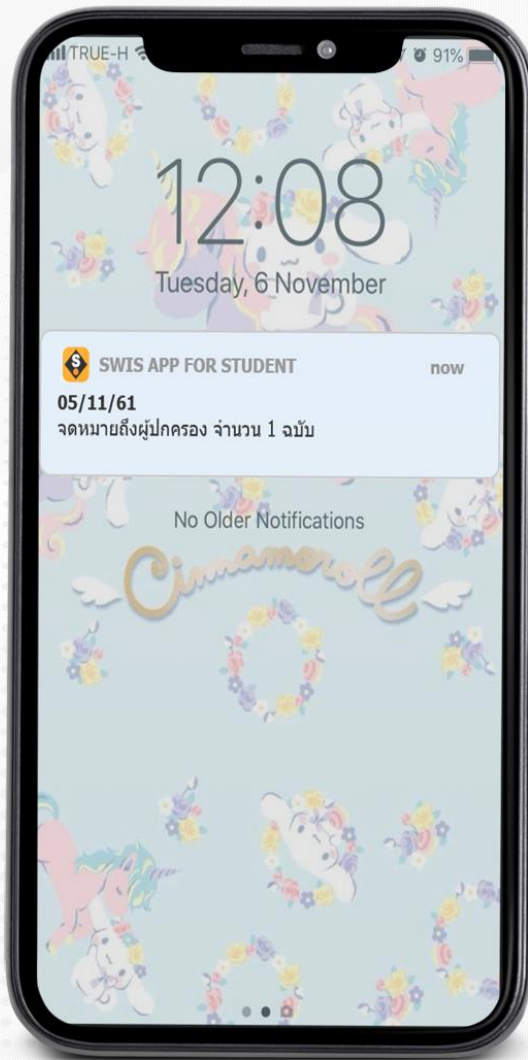 TRUE-H
91%
12:08
Tuesday, 6 November
SWIS APP FOR STUDENT
now
05/11/61
จดหมายถึงผู้ปกครอง จำนวน 1 ฉบับ
No Older Notifications
Cinnamoroll